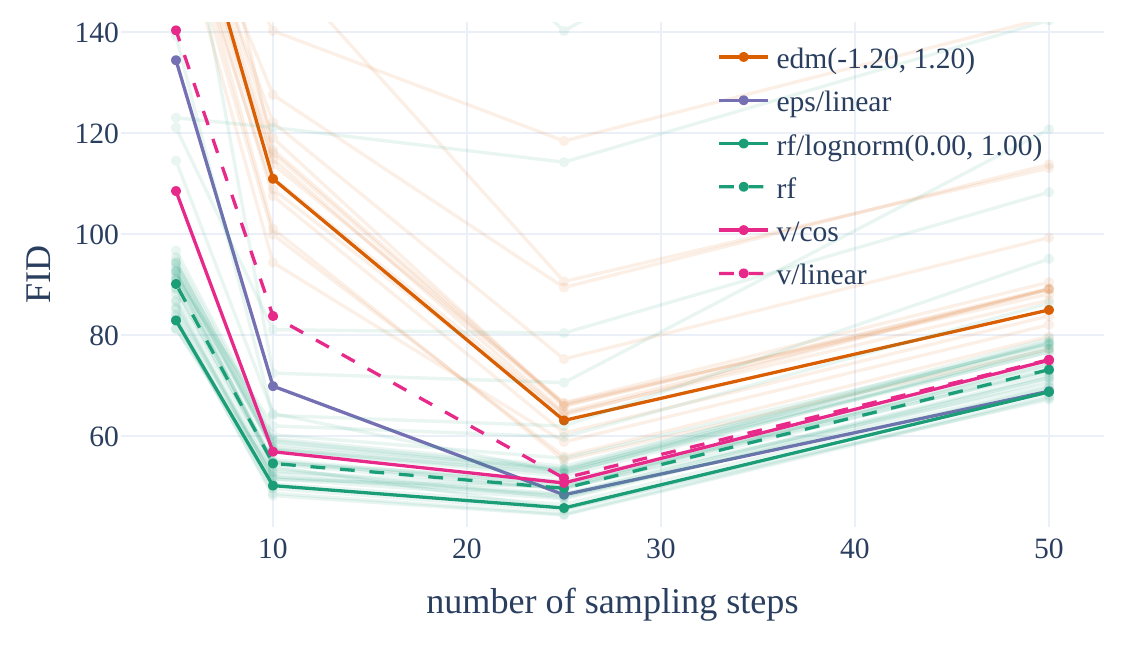 140
120
100
80
60
FID
edm(-1.20, 1.20)
eps/linear
rf/lognorm(0.00, 1.00)
rf
v/cos
v/linear
10 20 30 40 50
number of sampling steps